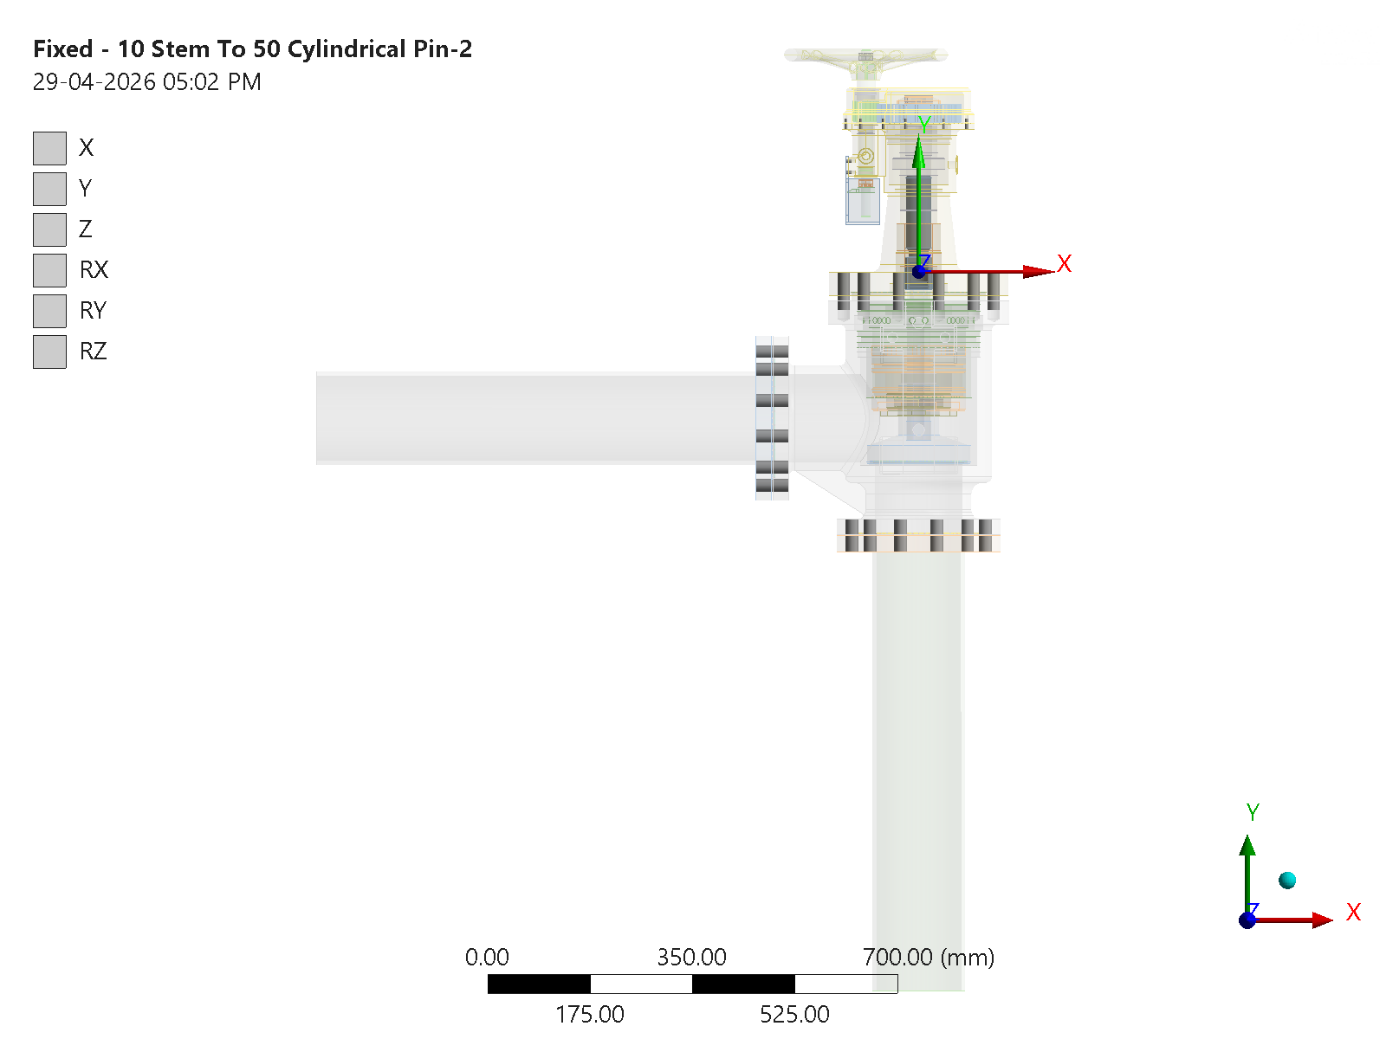 Fixed - 10 Stem To 50 Cylindrical Pin-2
29-04-2026 05:02 PM
X
Y
Z
RX
RY
RZ
Y
Z
X
Y
Z
X
0.00 350.00 700.00 (mm)
175.00 525.00